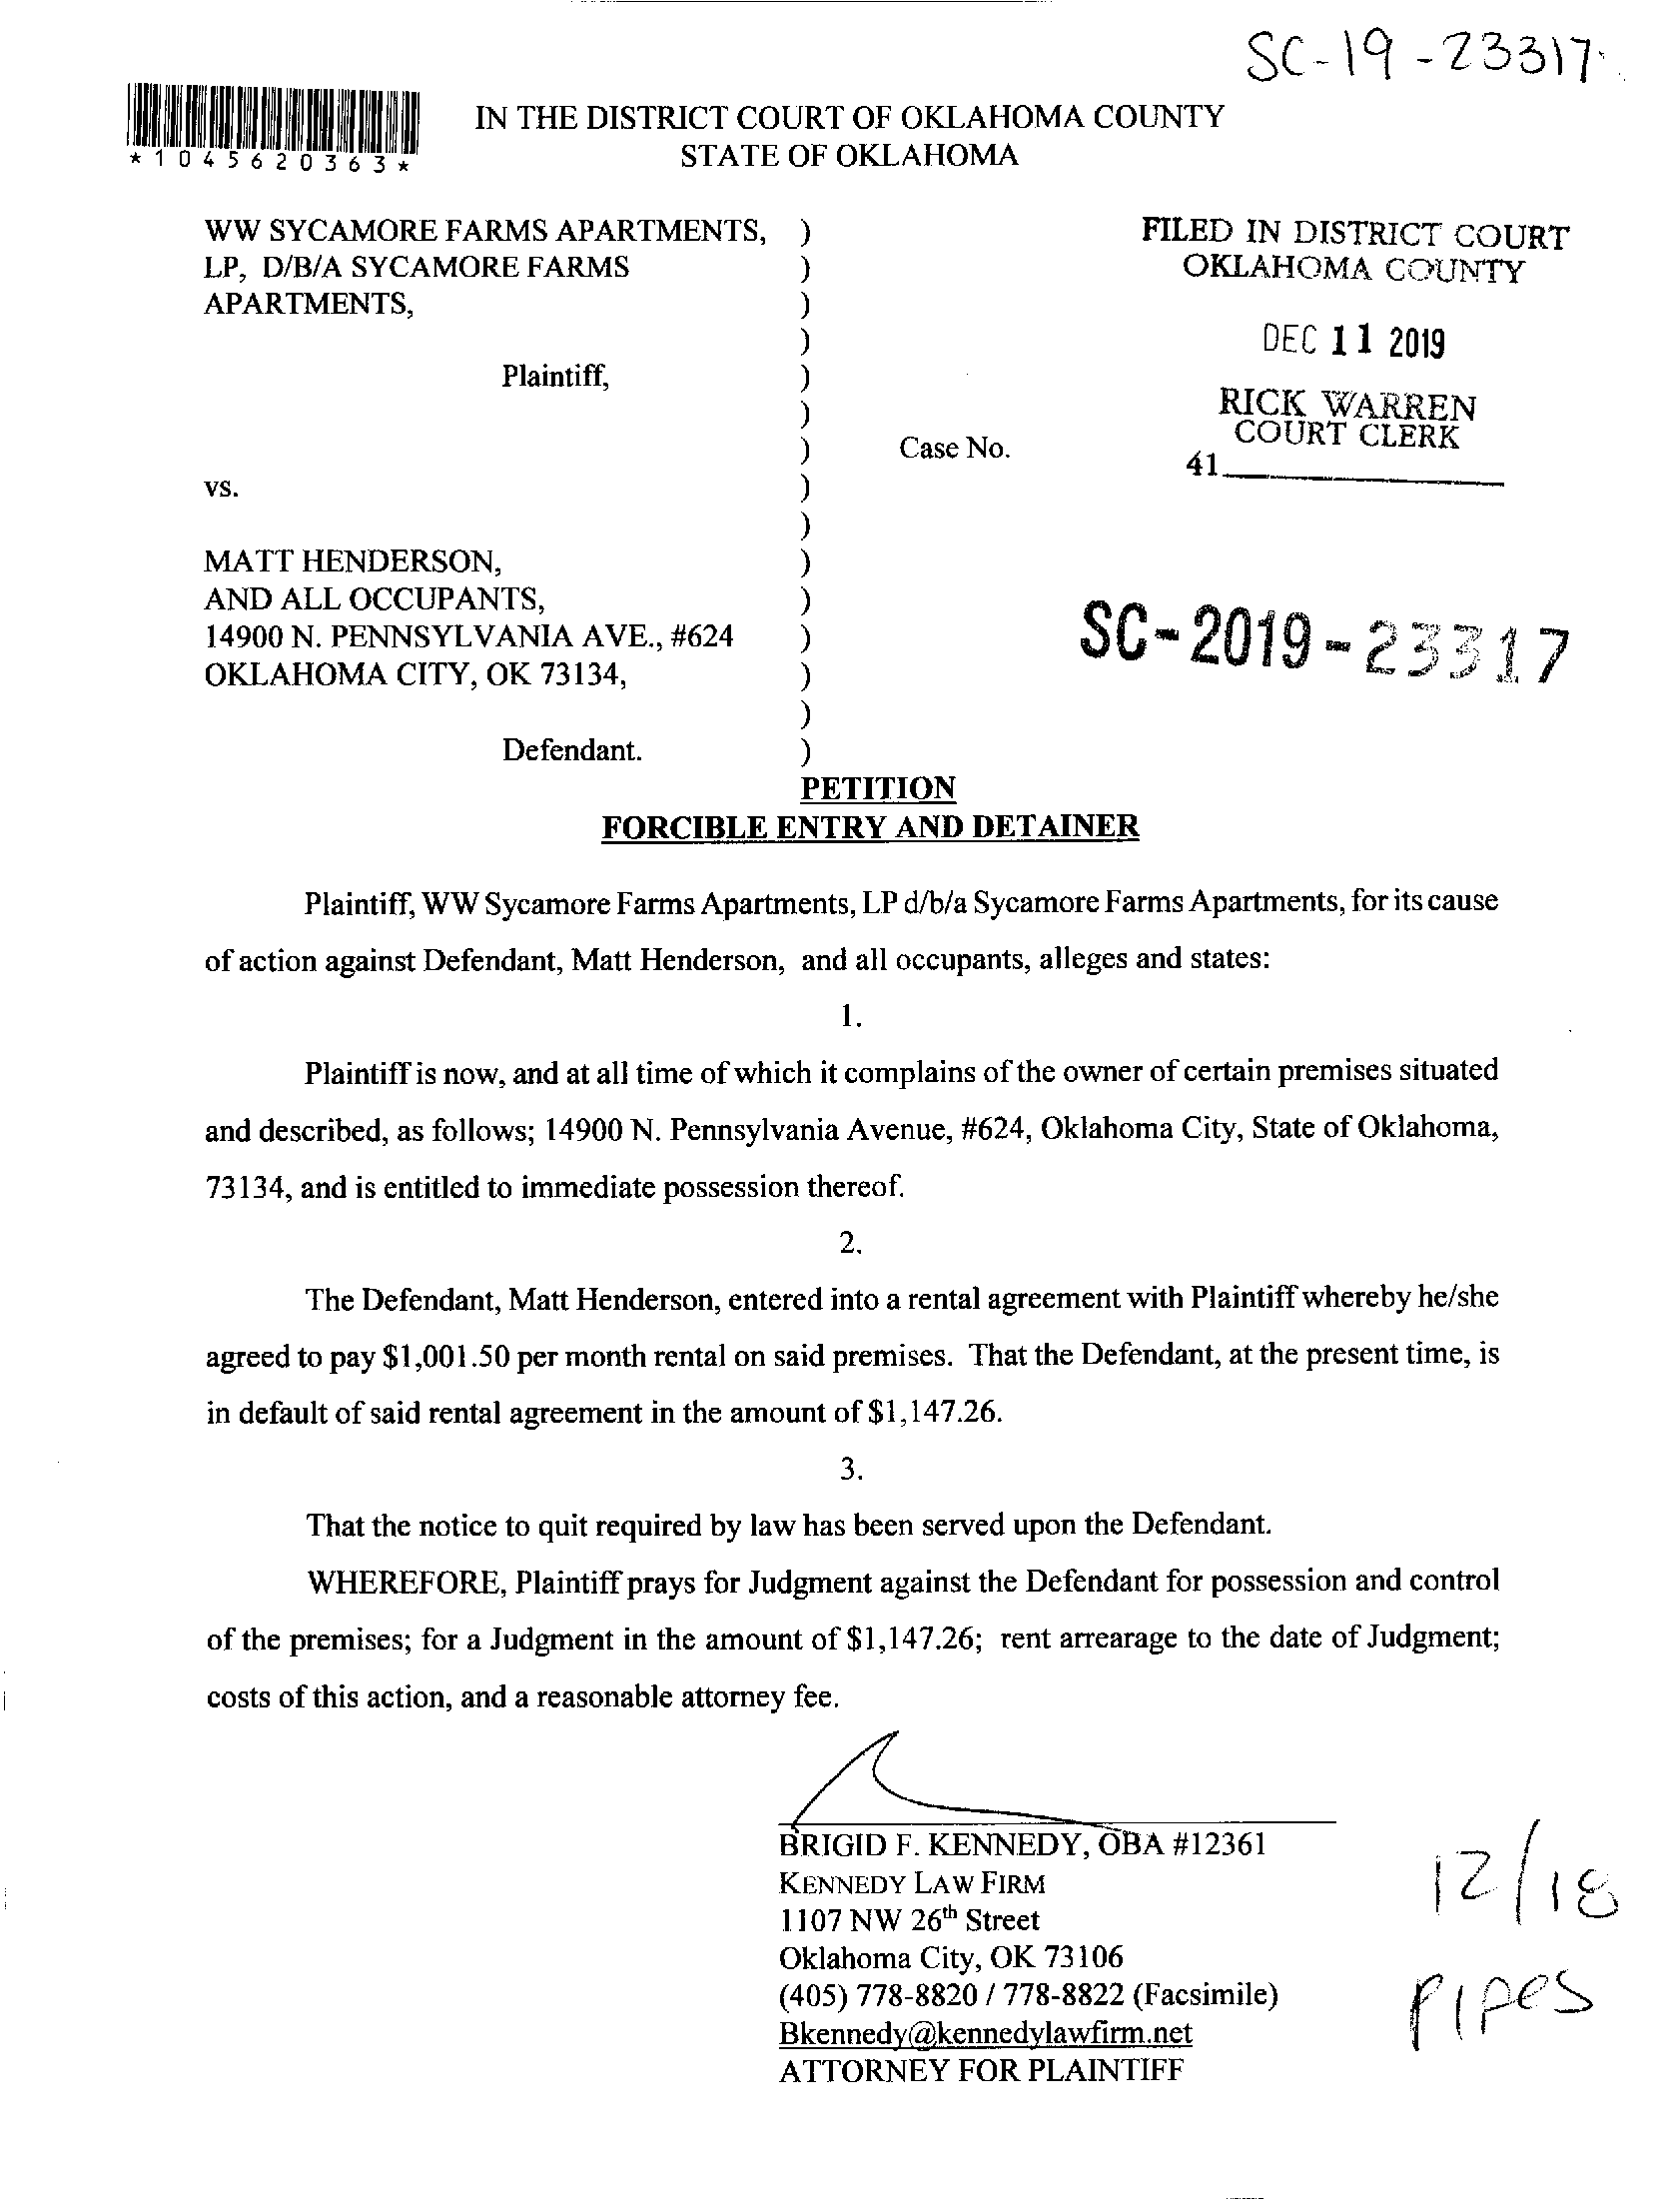 SC-19-23317
*1045620363*
IN THE DISTRICT COURT OF OKLAHOMA COUNTY
STATE OF OKLAHOMA
WW SYCAMORE FARMS APARTMENTS, )
LP, D/B/A SYCAMORE FARMS )
APARTMENTS, )
)
Plaintiff, )
)
) Case No.
vs. )
)
MATT HENDERSON, )
AND ALL OCCUPANTS, )
14900 N. PENNSYLVANIA AVE., #624 )
OKLAHOMA CITY, OK 73134, )
)
Defendant. )
FILED IN DISTRICT COURT
OKLAHOMA COUNTY
DEC 11 2019
RICK WARREN
COURT CLERK
41
SC-2019-23317
PETITION
FORCIBLE ENTRY AND DETAINER
Plaintiff, WW Sycamore Farms Apartments, LP d/b/a Sycamore Farms Apartments, for its cause
of action against Defendant, Matt Henderson, and all occupants, alleges and states:
1.
Plaintiff is now, and at all time of which it complains of the owner of certain premises situated
and described, as follows; 14900 N. Pennsylvania Avenue, #624, Oklahoma City, State of Oklahoma,
73134, and is entitled to immediate possession thereof.
2.
The Defendant, Matt Henderson, entered into a rental agreement with Plaintiff whereby he/she
agreed to pay $1,001.50 per month rental on said premises. That the Defendant, at the present time, is
in default of said rental agreement in the amount of $1,147.26.
3.
That the notice to quit required by law has been served upon the Defendant.
WHEREFORE, Plaintiff prays for Judgment against the Defendant for possession and control
of the premises; for a Judgment in the amount of $1,147.26; rent arrearage to the date of Judgment;
costs of this action, and a reasonable attorney fee.
BRIGID F. KENNEDY, OBA #12361
KENNEDY LAW FIRM
1107 NW 26th Street
Oklahoma City, OK 73106
(405) 778-8820 / 778-8822 (Facsimile)
Bkennedy@kennedylawfirm.net
ATTORNEY FOR PLAINTIFF
12/18
PIPES